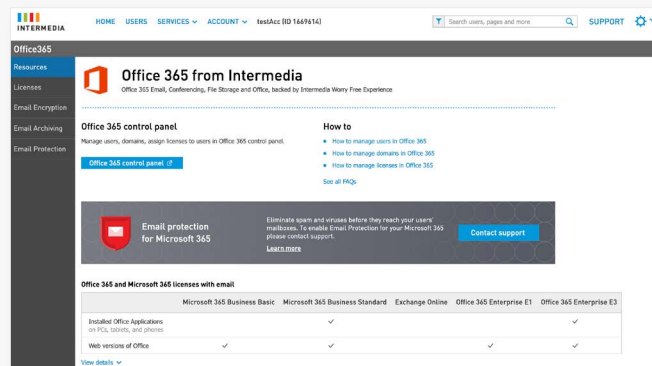 INTERMEDIA
HOME USERS SERVICES ACCOUNT testAcc (ID 1669614)
Search users, pages and more
SUPPORT
Office365
Resources
Licenses
Email Encryption
Email Archiving
Email Protection
Office 365 from Intermedia
Office 365 Email, Conferencing, File Storage and Office, backed by Intermedia Worry Free Experience
Office 365 control panel
Manage users, domains, assign licenses to users in Office 365 control panel.
Office 365 control panel
How to
How to manage users in Office 365
How to manage domains in Office 365
How to manage licenses in Office 365
See all FAQs
Email protection
for Microsoft 365
Eliminate spam and viruses before they reach your users'
mailboxes. To enable Email Protection for your Microsoft 365
please contact support.
Learn more
Contact support
Office 365 and Microsoft 365 licenses with email
Microsoft 365 Business Basic Microsoft 365 Business Standard Exchange Online Office 365 Enterprise E1 Office 365 Enterprise E3
Installed Office Applications
on PCs, tablets, and phones
Web versions of Office
View details